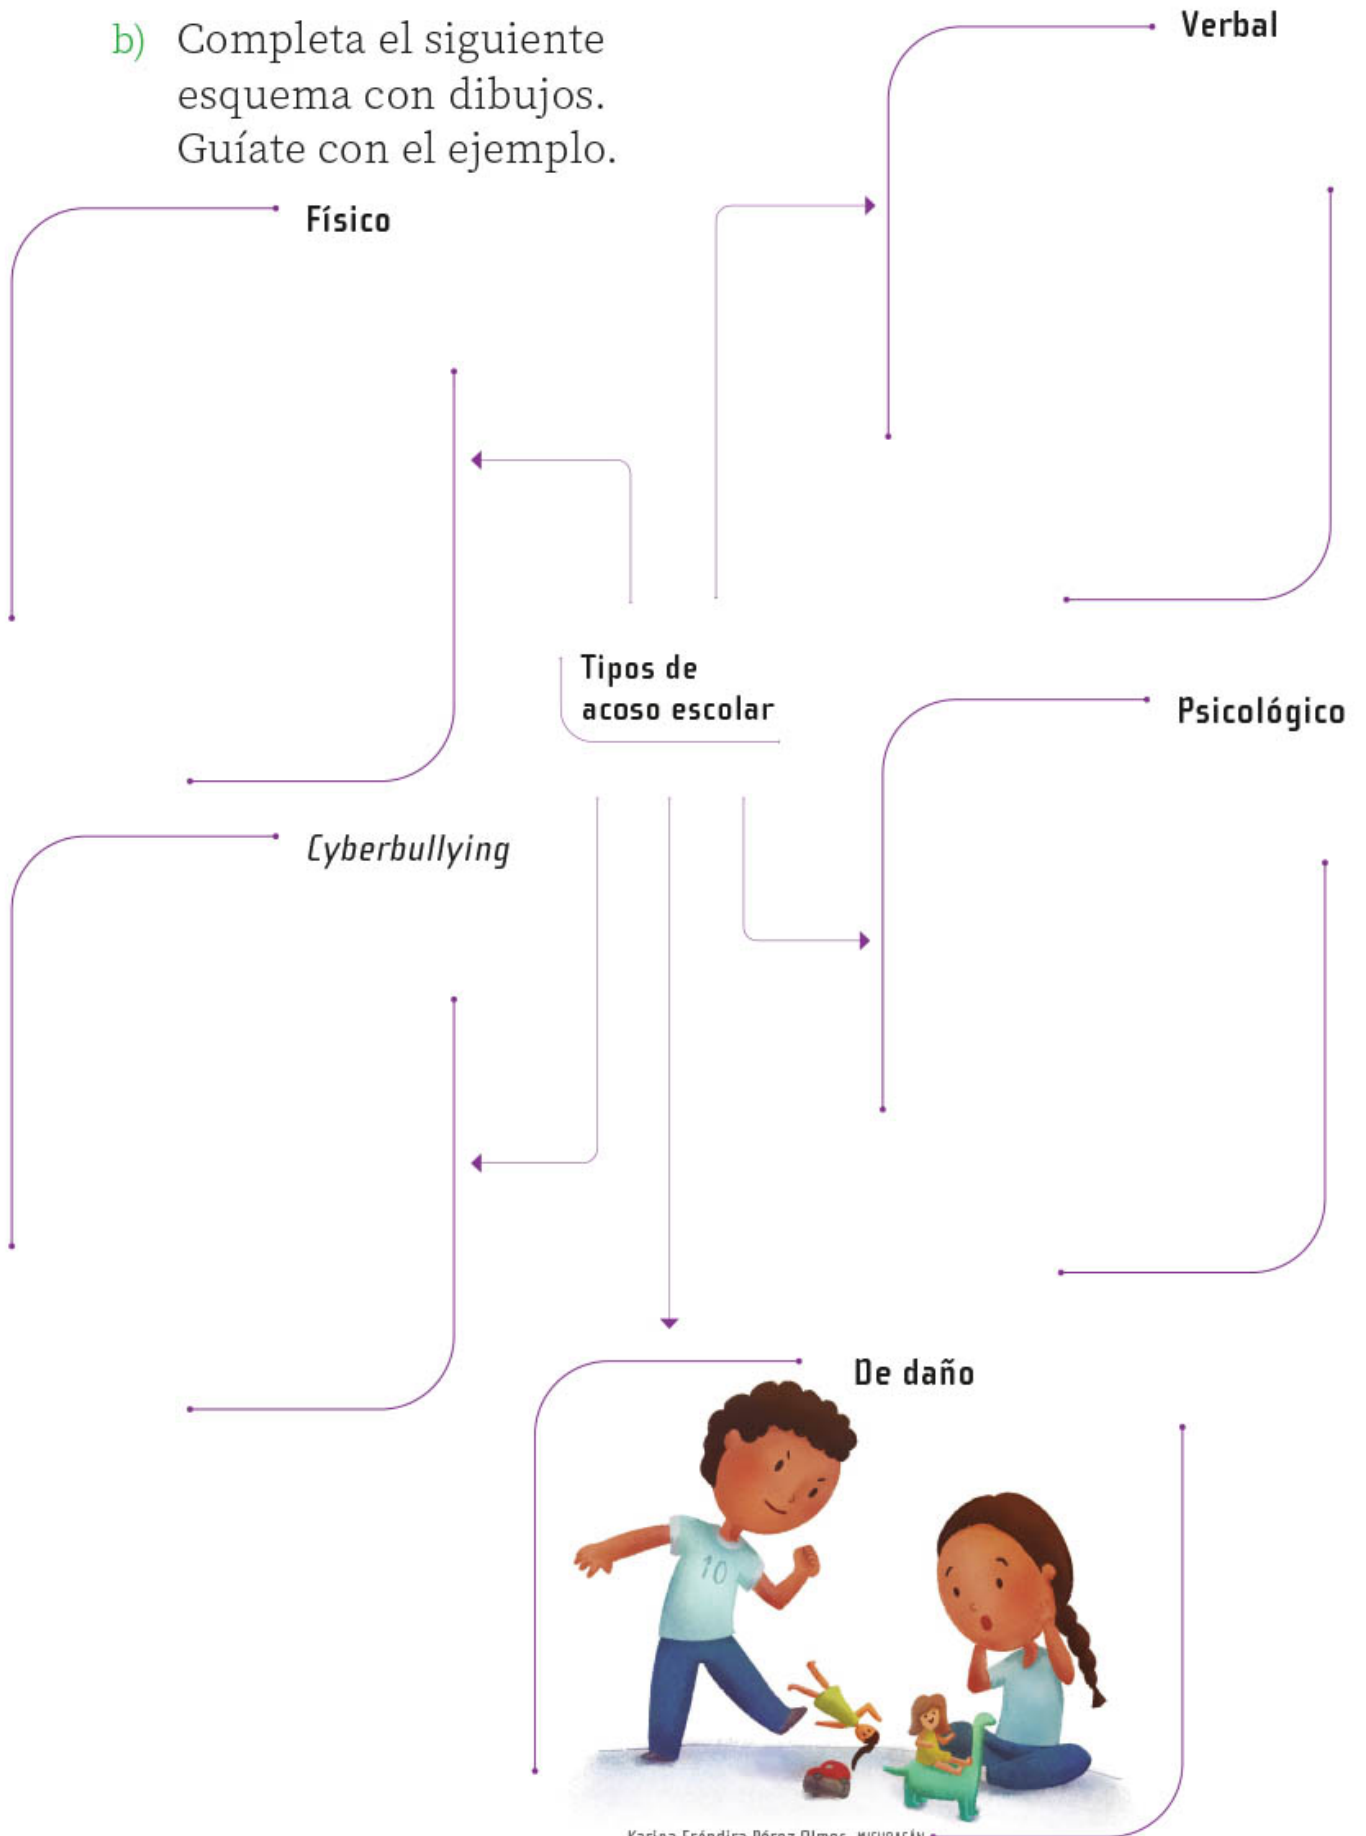 b) Completa el siguiente
esquema con dibujos.
Guíate con el ejemplo.
Verbal
Físico
Tipos de
acoso escolar
Psicológico
Cyberbullying
De daño
10